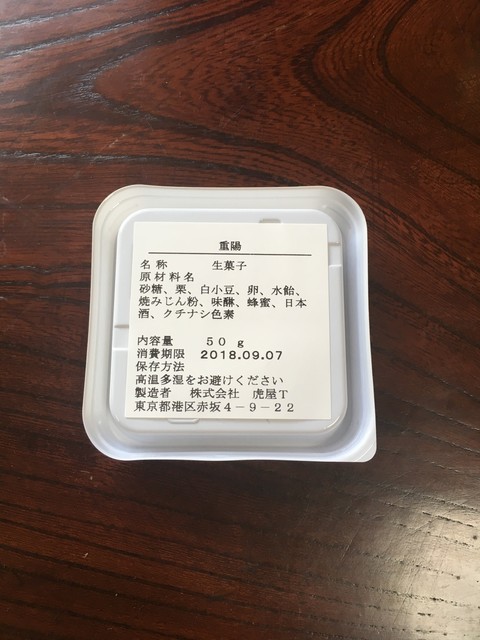 重陽
名称 生菓子
原材料名
砂糖、栗、白小豆、卵、水飴、
焼みじん粉、味醂、蜂蜜、日本
酒、クチナシ色素
内容量 50 g
消費期限 2018.09.07
保存方法
高温多湿をお避けください
製造者 株式会社 虎屋T
東京都港区赤坂4-9-22